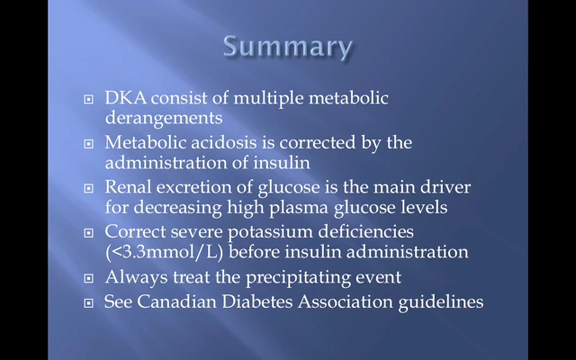 Summary
DKA consist of multiple metabolic
derangements
Metabolic acidosis is corrected by the
administration of insulin
Renal excretion of glucose is the main driver
for decreasing high plasma glucose levels
Correct severe potassium deficiencies
(<3.3mmol/L) before insulin administration
Always treat the precipitating event
See Canadian Diabetes Association guidelines